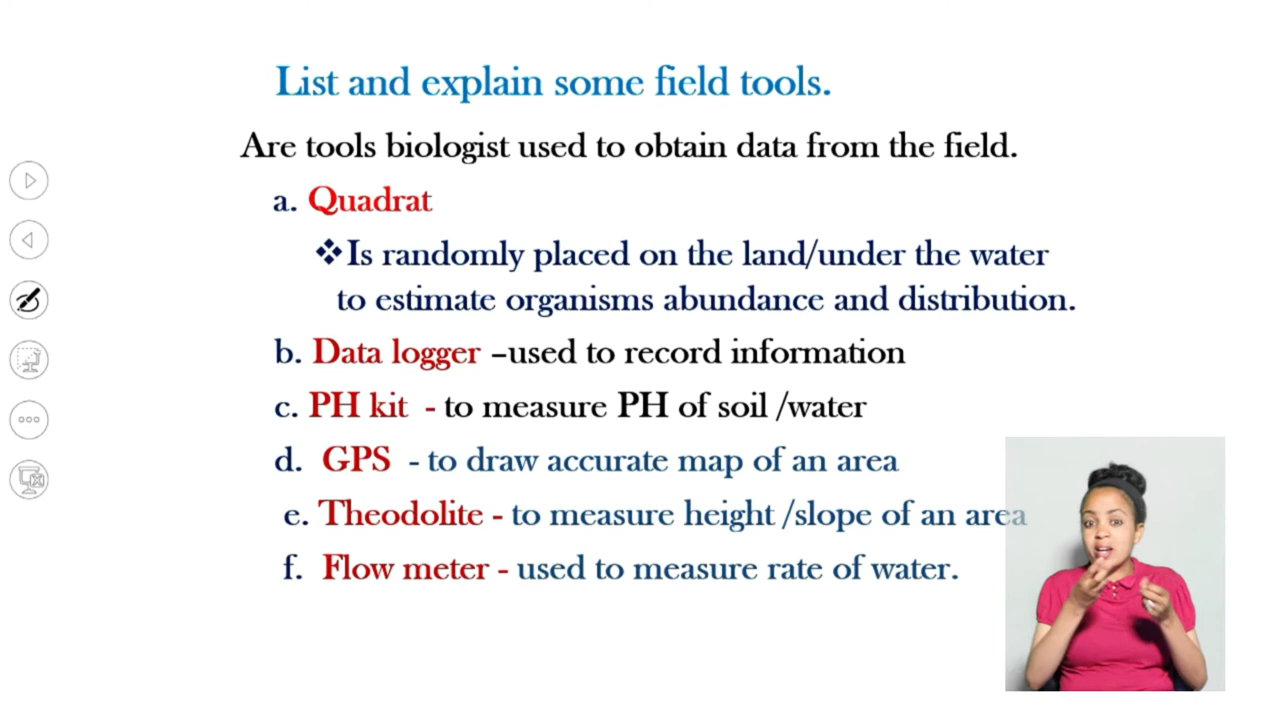 List and explain some field tools.
Are tools biologist used to obtain data from the field.
a. Quadrat
❖Is randomly placed on the land/under the water
to estimate organisms abundance and distribution.
b. Data logger –used to record information
c. PH kit - to measure PH of soil /water
d. GPS - to draw accurate map of an area
e. Theodolite - to measure height /slope of an area
f. Flow meter - used to measure rate of water.